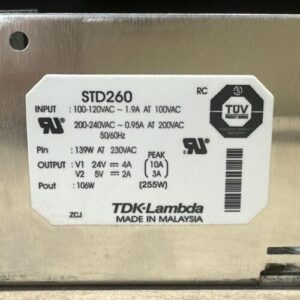 STD260
RC
INPUT : 100-120VAC ~ 1.9A AT 100VAC
200-240VAC ~ 0.95A AT 200VAC
50/60Hz
TÜV
Pin : 139W AT 230VAC
OUTPUT : V1 24V ⎓ 4A (10A
V2 5V ⎓ 2A 3A)
PEAK
Pout : 106W (255W)
ZCJ
TDK-Lambda
MADE IN MALAYSIA